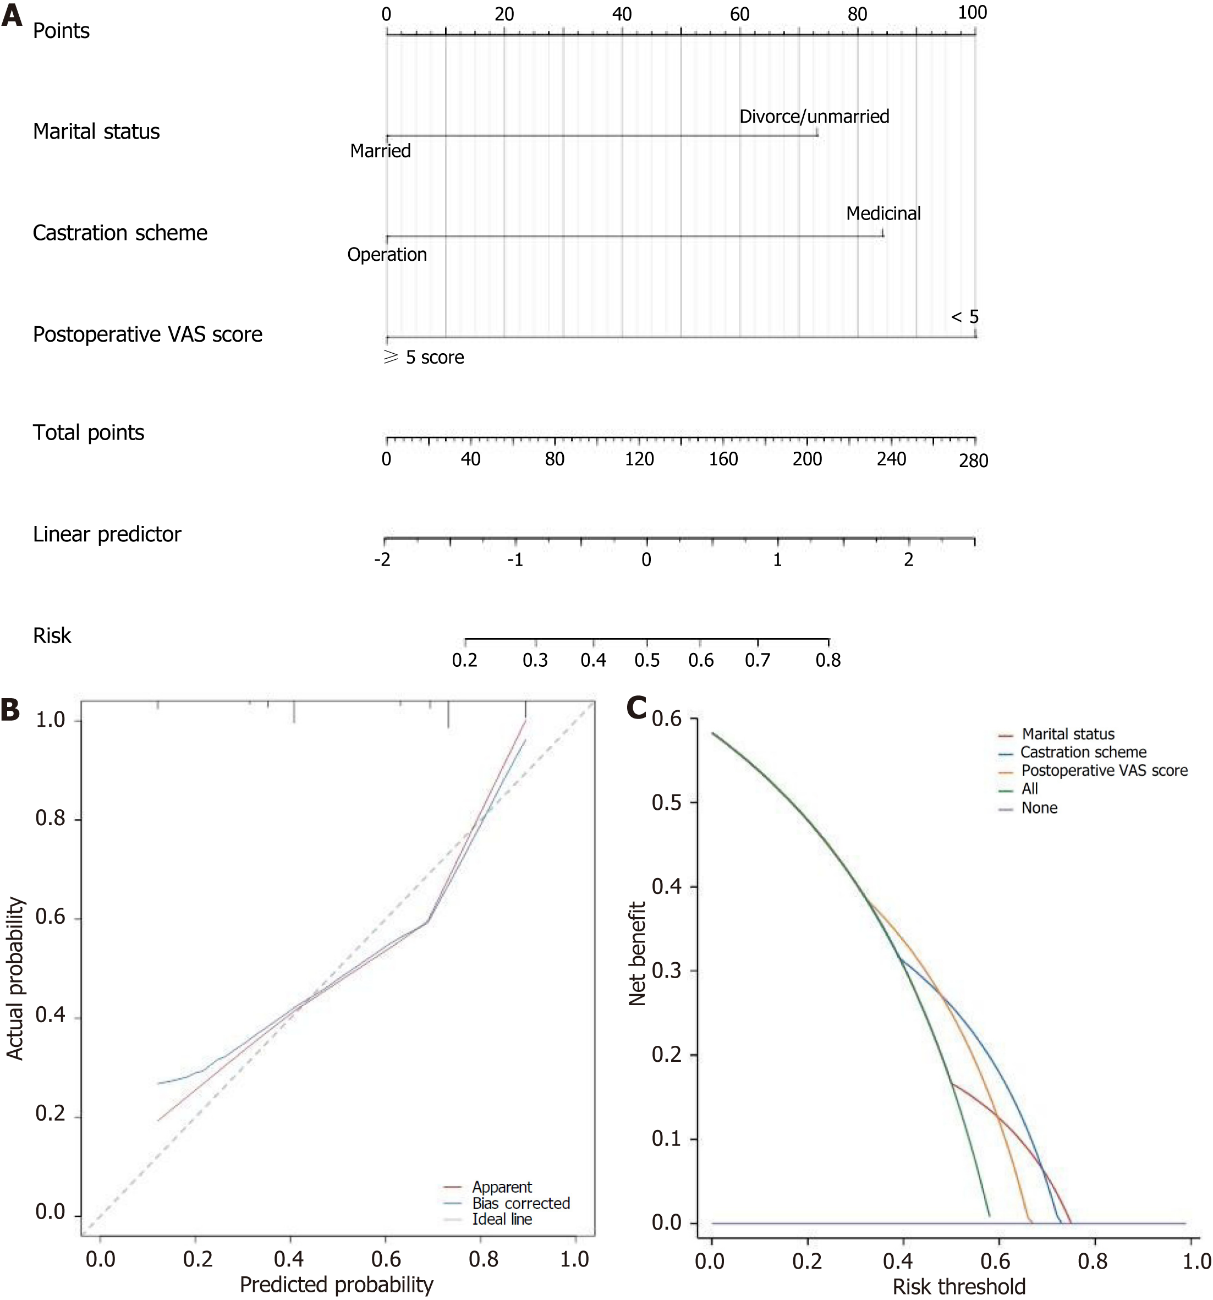 A
Points
0 20 40 60 80 100
Marital status
Divorce/unmarried
Married
Castration scheme
Medicinal
Operation
Postoperative VAS score
< 5
⩾ 5 score
Total points
0 40 80 120 160 200 240 280
Linear predictor
-2 -1 0 1 2
Risk
0.2 0.3 0.4 0.5 0.6 0.7 0.8
B
Actual probability
1.0
0.8
0.6
0.4
0.2
0.0
Apparent
Bias corrected
Ideal line
0.0 0.2 0.4 0.6 0.8 1.0
Predicted probability
C
Net benefit
0.6
0.5
0.4
0.3
0.2
0.1
0.0
Marital status
Castration scheme
Postoperative VAS score
All
None
0.0 0.2 0.4 0.6 0.8 1.0
Risk threshold